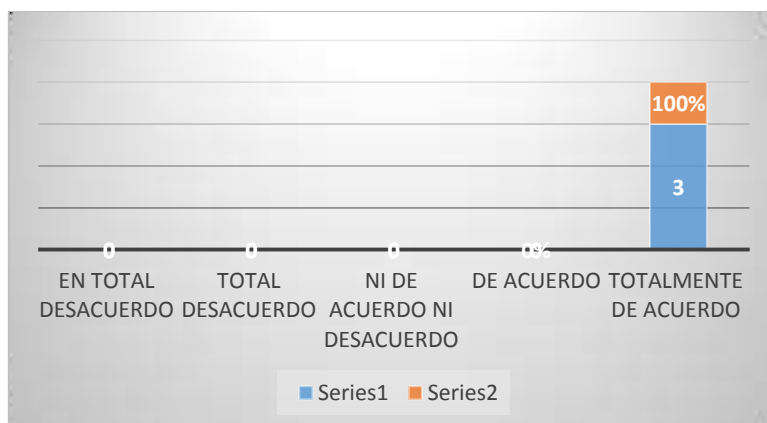 100%
3
0
0
0
0%
EN TOTAL DESACUERDO
TOTAL DESACUERDO
NI DE ACUERDO NI DESACUERDO
DE ACUERDO
TOTALMENTE DE ACUERDO
Series1
Series2